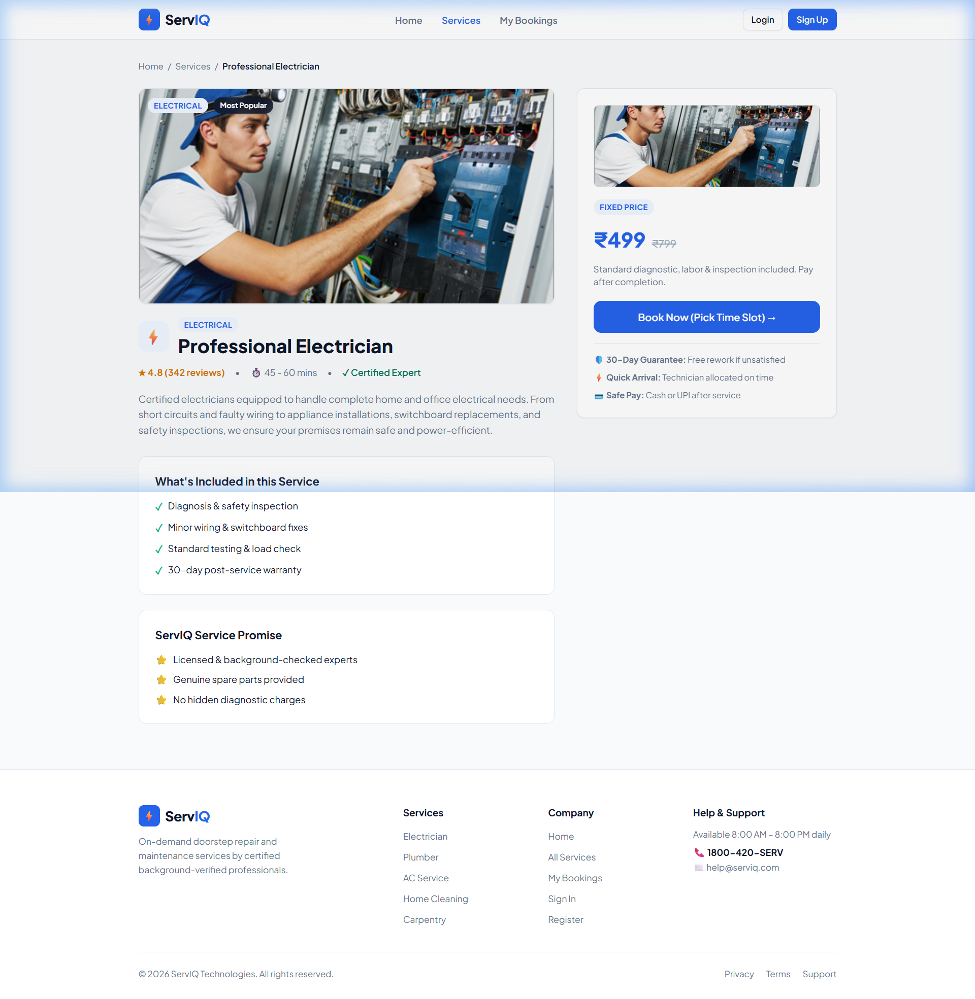 ServIQ
Home
Services
My Bookings
Login
Sign Up
Home / Services / Professional Electrician
ELECTRICAL
Most Popular
ELECTRICAL
Professional Electrician
★ 4.8 (342 reviews) • 45 - 60 mins • ✓ Certified Expert
Certified electricians equipped to handle complete home and office electrical needs. From
short circuits and faulty wiring to appliance installations, switchboard replacements, and
safety inspections, we ensure your premises remain safe and power-efficient.
What's Included in this Service
✓ Diagnosis & safety inspection
✓ Minor wiring & switchboard fixes
✓ Standard testing & load check
✓ 30-day post-service warranty
ServIQ Service Promise
Licensed & background-checked experts
Genuine spare parts provided
No hidden diagnostic charges
FIXED PRICE
₹499 ₹799
Standard diagnostic, labor & inspection included. Pay
after completion.
Book Now (Pick Time Slot) →
30-Day Guarantee: Free rework if unsatisfied
Quick Arrival: Technician allocated on time
Safe Pay: Cash or UPI after service
ServIQ
On-demand doorstep repair and
maintenance services by certified
background-verified professionals.
Services
Electrician
Plumber
AC Service
Home Cleaning
Carpentry
Company
Home
All Services
My Bookings
Sign In
Register
Help & Support
Available 8:00 AM – 8:00 PM daily
1800-420-SERV
help@serviq.com
© 2026 ServIQ Technologies. All rights reserved.
Privacy
Terms
Support